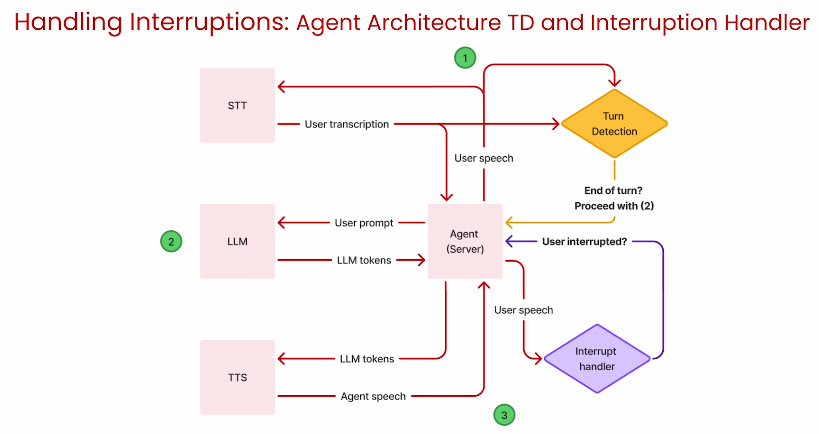 Handling Interruptions: Agent Architecture TD and Interruption Handler
1
STT
User transcription
Turn
Detection
User speech
End of turn?
Proceed with (2)
2
LLM
User prompt
LLM tokens
Agent
(Server)
User interrupted?
User speech
Interrupt
handler
TTS
LLM tokens
Agent speech
3